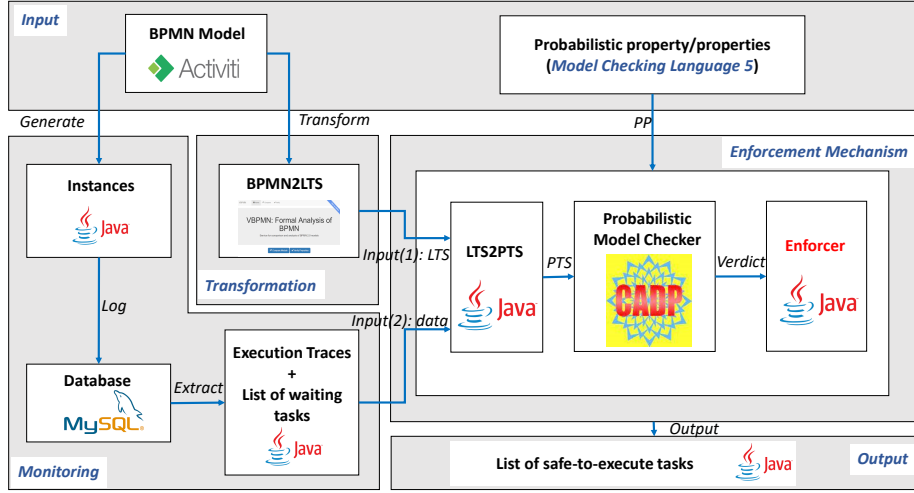 Input
BPMN Model
Activiti
Probabilistic property/properties
(Model Checking Language 5)
Generate
Transform
PP
Enforcement Mechanism
Instances
Java
BPMN2LTS
VBPMN: Formal Analysis of
BPMN
Transformation
Input(1): LTS
LTS2PTS
Java
PTS
Probabilistic
Model Checker
CADP
Verdict
Enforcer
Java
Log
Input(2): data
Database
MySQL
Extract
Execution Traces
+
List of waiting
tasks
Java
Monitoring
Output
List of safe-to-execute tasks
Java
Output